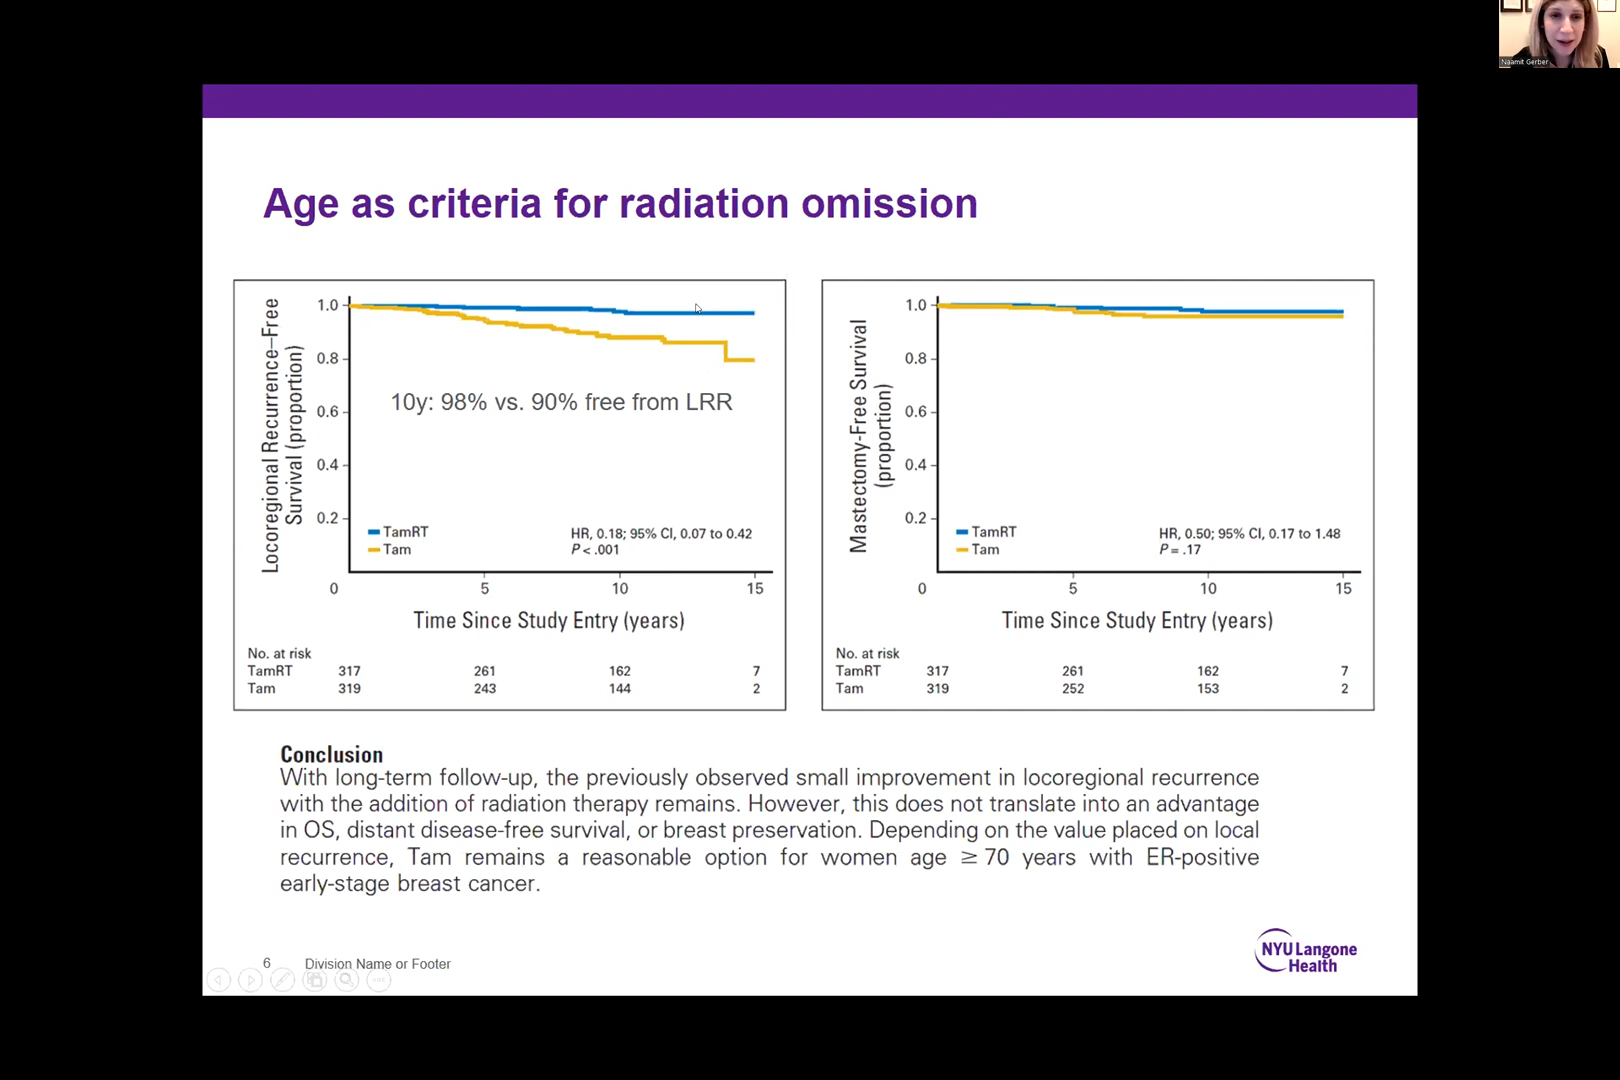 Naamit Gerber
Age as criteria for radiation omission
Locoregional Recurrence–Free
Survival (proportion)
1.0
0.8
0.6
0.4
0.2
10y: 98% vs. 90% free from LRR
TamRT
Tam
HR, 0.18; 95% CI, 0.07 to 0.42
P < .001
0 5 10 15
Time Since Study Entry (years)
No. at risk
TamRT 317 261 162 7
Tam 319 243 144 2
Mastectomy-Free Survival
(proportion)
1.0
0.8
0.6
0.4
0.2
TamRT
Tam
HR, 0.50; 95% CI, 0.17 to 1.48
P = .17
0 5 10 15
Time Since Study Entry (years)
No. at risk
TamRT 317 261 162 7
Tam 319 252 153 2
Conclusion
With long-term follow-up, the previously observed small improvement in locoregional recurrence
with the addition of radiation therapy remains. However, this does not translate into an advantage
in OS, distant disease-free survival, or breast preservation. Depending on the value placed on local
recurrence, Tam remains a reasonable option for women age ≥ 70 years with ER-positive
early-stage breast cancer.
6 Division Name or Footer
NYU Langone
Health